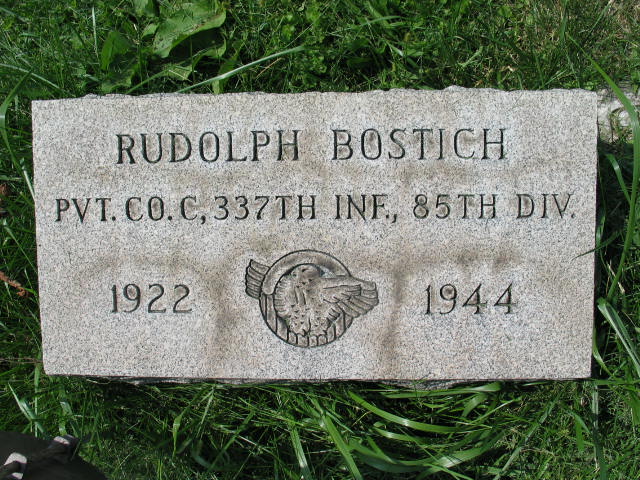 RUDOLPH BOSTICH
PVT. CO. C, 337TH INF., 85TH DIV.
1922 1944